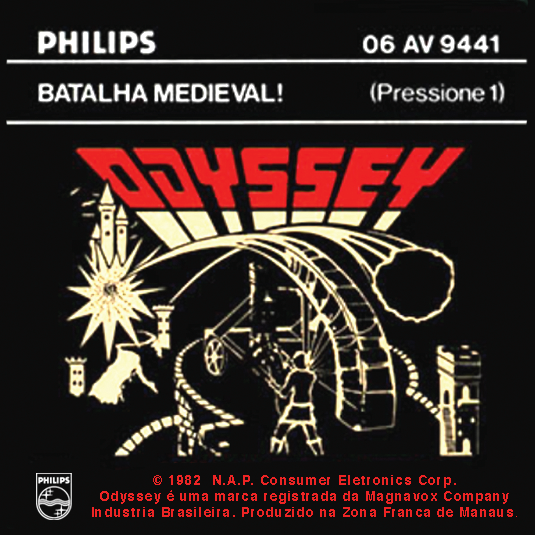 PHILIPS 06 AV 9441
BATALHA MEDIEVAL! (Pressione 1)
ODYSSEY
PHILIPS
© 1982 N.A.P. Consumer Eletronics Corp.
Odyssey é uma marca registrada da Magnavox Company
Industria Brasileira. Produzido na Zona Franca de Manaus.